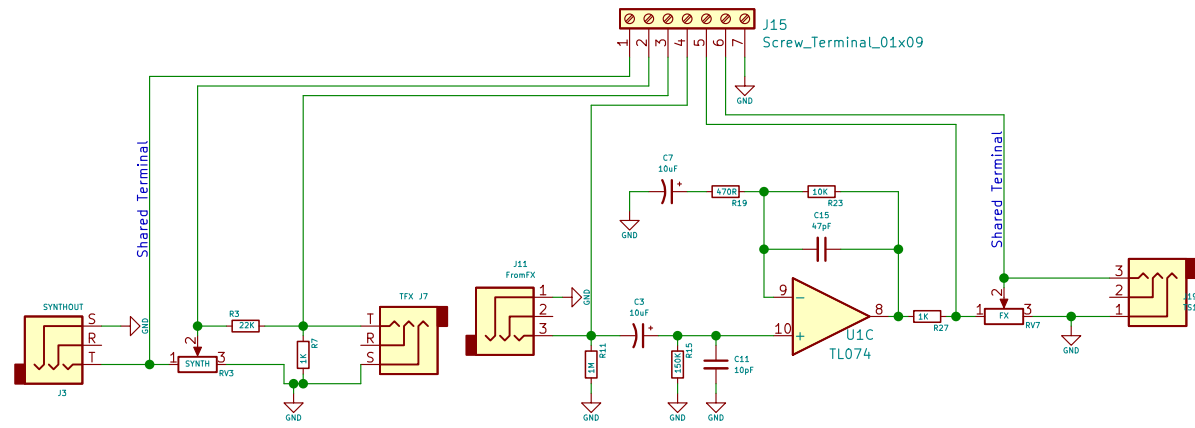 J15
Screw_Terminal_01x09
1 2 3 4 5 6 7
GND
Shared Terminal
Shared Terminal
C7
10uF
470R
R19
10K
R23
C15
47pF
GND
J11
FromFX
1
2
3
GND
SYNTHOUT
S
R
T
GND
J3
R3
22K
2
1
SYNTH
3
RV3
R7
1K
GND
TFX J7
T
R
S
C3
10uF
R11
1M
GND
R15
150K
GND
C11
10pF
GND
9
10
8
U1C
TL074
1K
R27
2
1
FX
3
RV7
GND
3
2
1